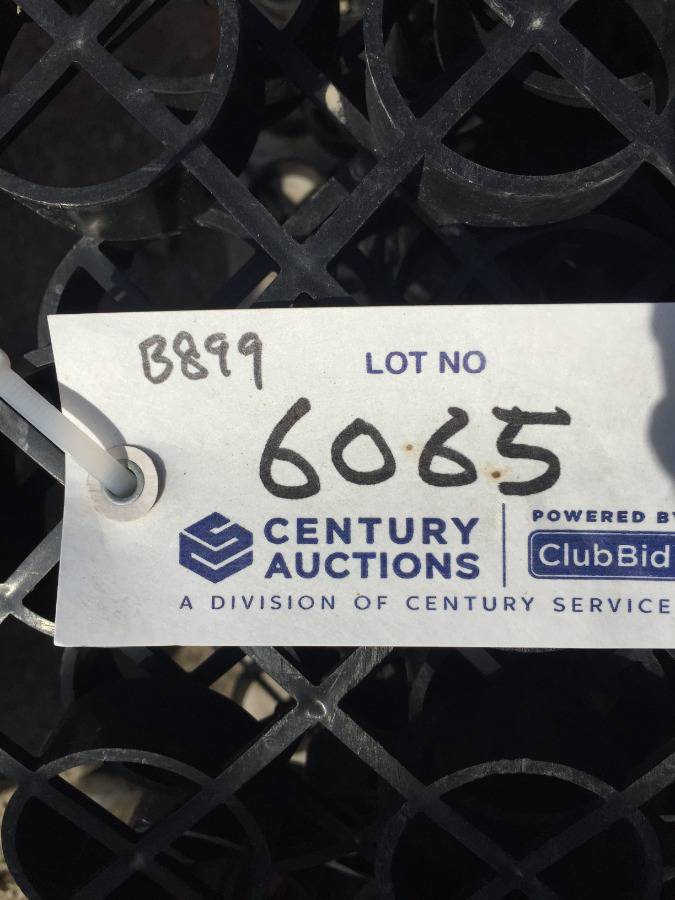 B899
LOT NO
6065
CENTURY
AUCTIONS
POWERED BY
ClubBid
A DIVISION OF CENTURY SERVICE